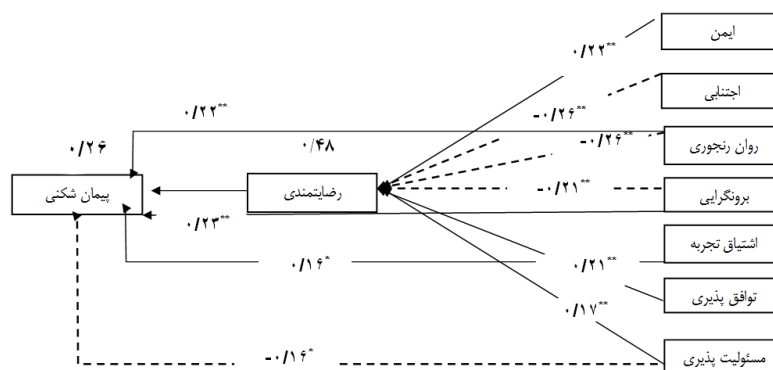 ایمن
۰/۲۲**
اجتنابی
-۰/۲۶**
۰/۲۲**
روان رنجوری
-۰/۲۶**
۰/۲۶
۰/۴۸
پیمان شکنی
رضایتمندی
-۰/۲۱**
برونگرایی
۰/۲۳**
اشتیاق تجربه
۰/۱۶*
۰/۲۱**
توافق پذیری
۰/۱۷**
مسئولیت پذیری
-۰/۱۶*